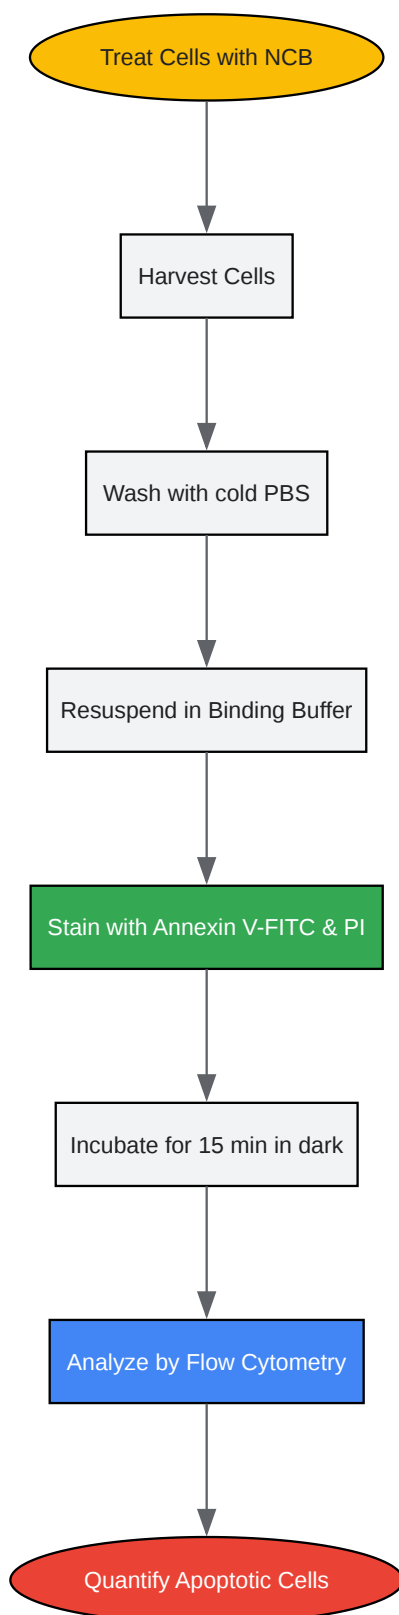 Treat Cells with NCB
Harvest Cells
Wash with cold PBS
Resuspend in Binding Buffer
Stain with Annexin V-FITC & PI
Incubate for 15 min in dark
Analyze by Flow Cytometry
Quantify Apoptotic Cells